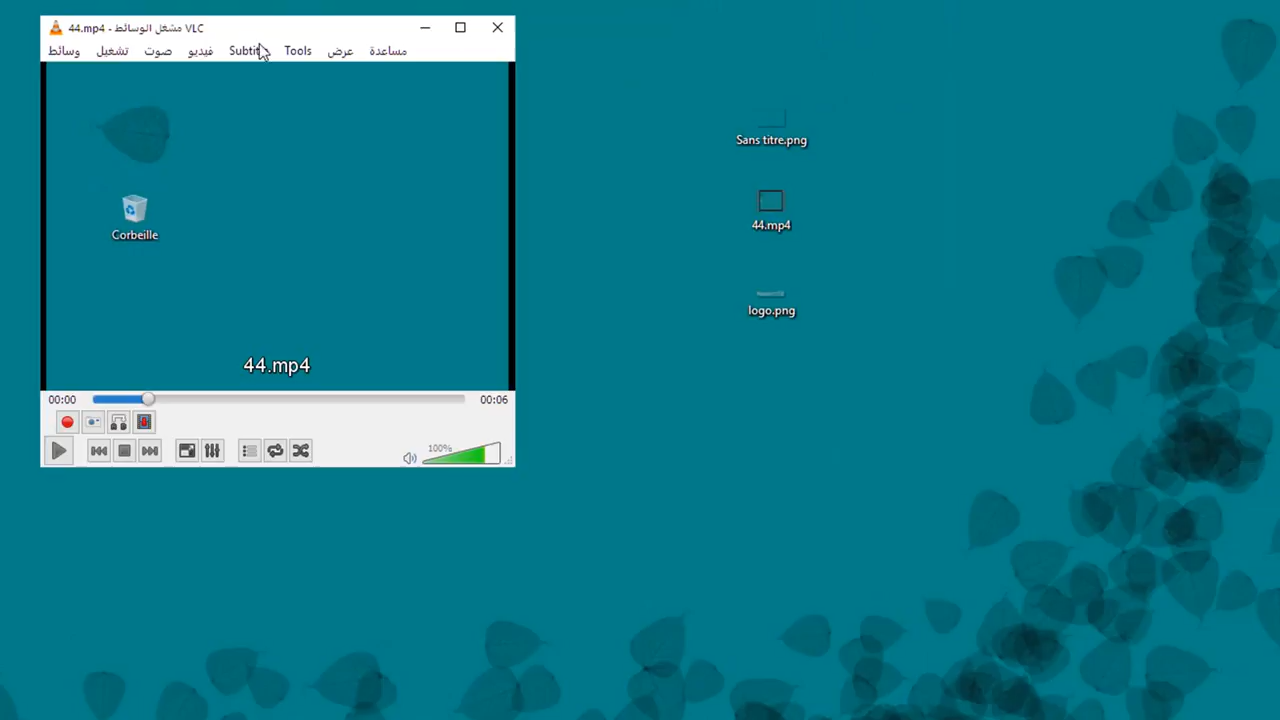 44.mp4 - مشغل الوسائط VLC
وسائط تشغيل صوت فيديو Subtit Tools عرض مساعدة
Corbeille
44.mp4
00:00 00:06
100%
Sans titre.png
44.mp4
logo.png